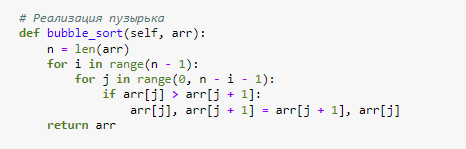 # Реализация пузырька
def bubble_sort(self, arr):
    n = len(arr)
    for i in range(n - 1):
        for j in range(0, n - i - 1):
            if arr[j] > arr[j + 1]:
                arr[j], arr[j + 1] = arr[j + 1], arr[j]
    return arr